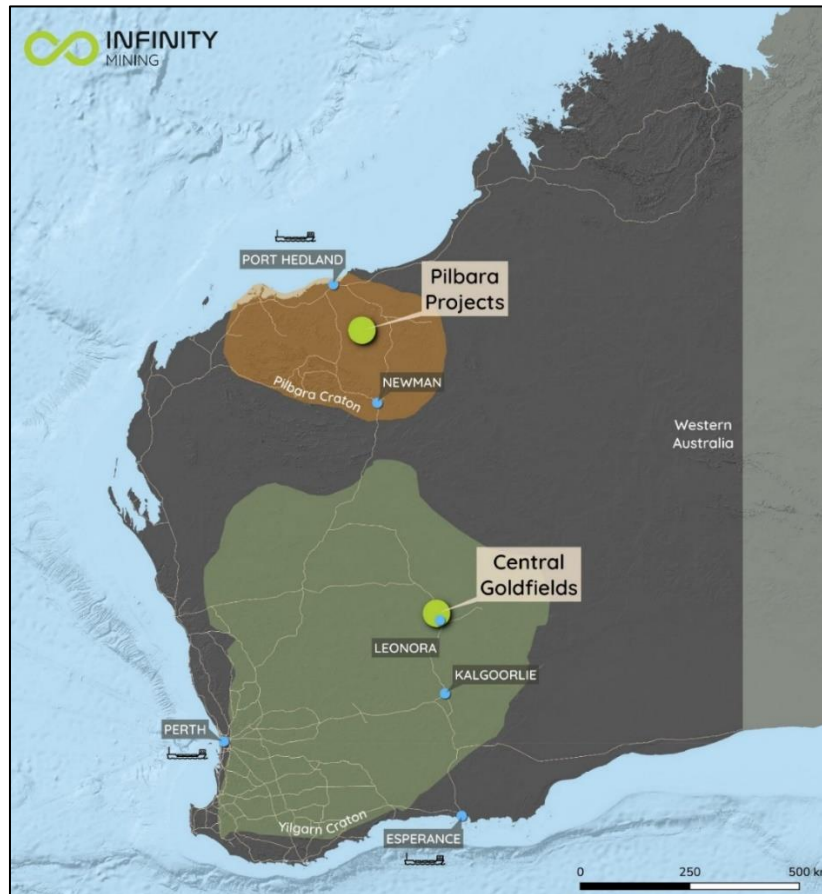 INFINITY
MINING
PORT HEDLAND
Pilbara
Projects
NEWMAN
Pilbara Craton
Western
Australia
Central
Goldfields
LEONORA
KALGOORLIE
PERTH
Yilgarn Craton
ESPERANCE
0 250 500 km